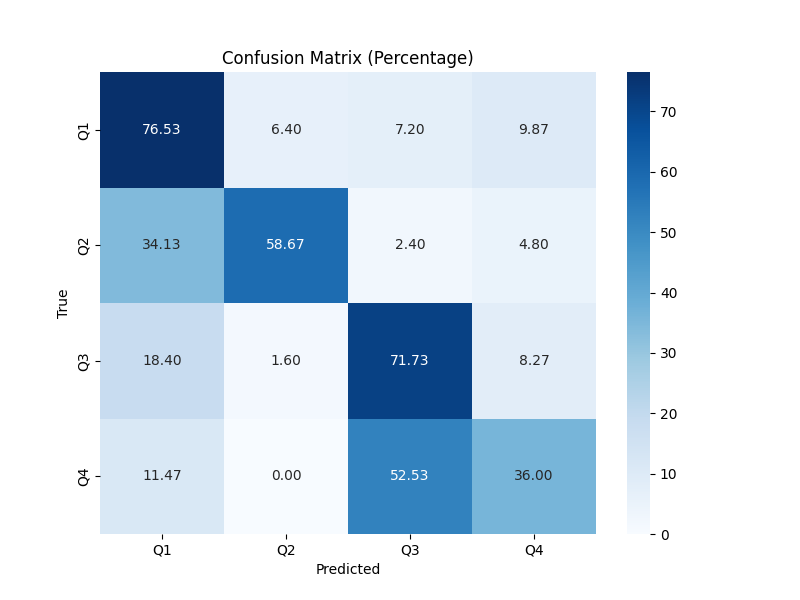 Confusion Matrix (Percentage)
Q1 76.53 6.40 7.20 9.87
Q2 34.13 58.67 2.40 4.80
Q3 18.40 1.60 71.73 8.27
Q4 11.47 0.00 52.53 36.00
Q1 Q2 Q3 Q4
Predicted
True
70
60
50
40
30
20
10
0